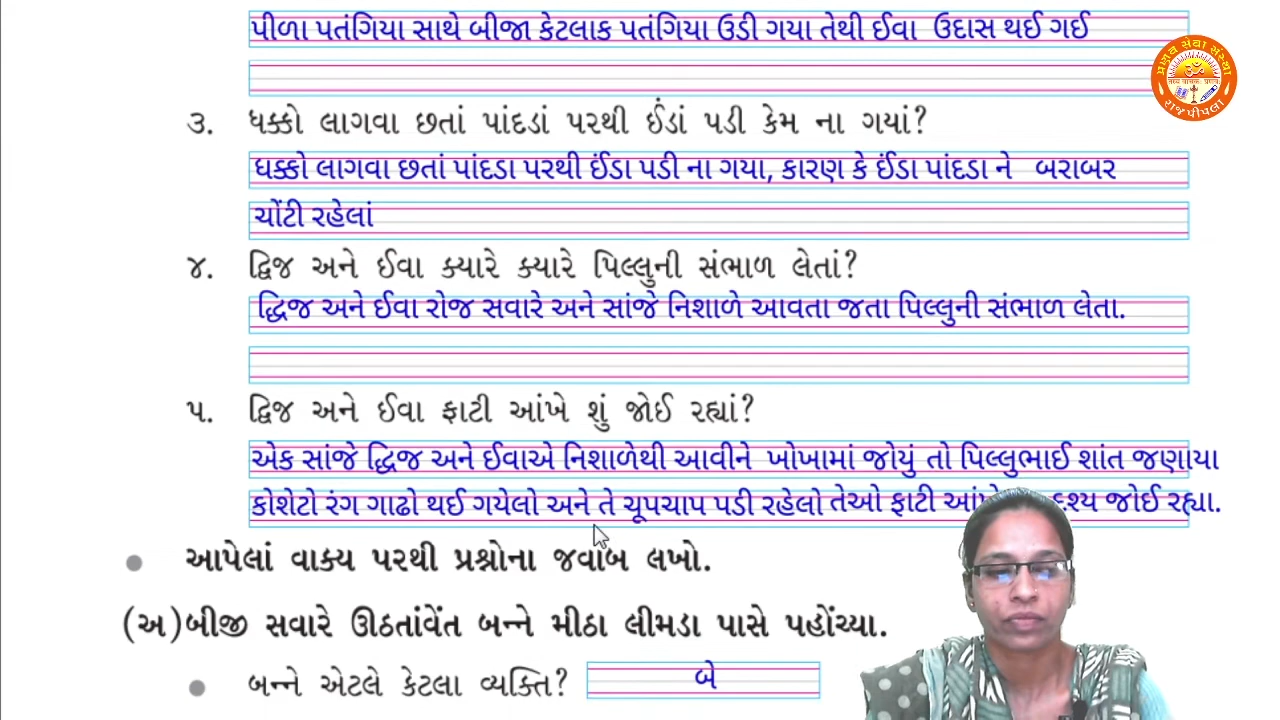 પીળા પતંગિયા સાથે બીજા કેટલાક પતંગિયા ઉડી ગયા તેથી ઈવા ઉદાસ થઈ ગઈ
પ્રણવ સેવા સંસ્થા
રાજપીપલા
૩. ધક્કો લાગવા છતાં પાંદડાં પરથી ઈંડાં પડી કેમ ના ગયાં?
ધક્કો લાગવા છતાં પાંદડા પરથી ઈંડા પડી ના ગયા, કારણ કે ઈંડા પાંદડા ને બરાબર
ચોંટી રહેલાં
૪. દ્વિજ અને ઈવા ક્યારે ક્યારે પિલ્લુની સંભાળ લેતાં?
દ્ધિજ અને ઈવા રોજ સવારે અને સાંજે નિશાળે આવતા જતા પિલ્લુની સંભાળ લેતા.
૫. દ્વિજ અને ઈવા ફાટી આંખે શું જોઈ રહ્યાં?
એક સાંજે દ્ધિજ અને ઈવાએ નિશાળેથી આવીને ખોખામાં જોયું તો પિલ્લુભાઈ શાંત જણાયા
કોશેટો રંગ ગાઢો થઈ ગયેલો અને તે ચૂપચાપ પડી રહેલો તેઓ ફાટી જોઈ રહ્યા.
આપેલાં વાક્ય પરથી પ્રશ્નોના જવાબ લખો.
(અ) બીજી સવારે ઊઠતાંવેંત બન્ને મીઠા લીમડા પાસે પહોંચ્યા.
બન્ને એટલે કેટલા વ્યક્તિ? બે